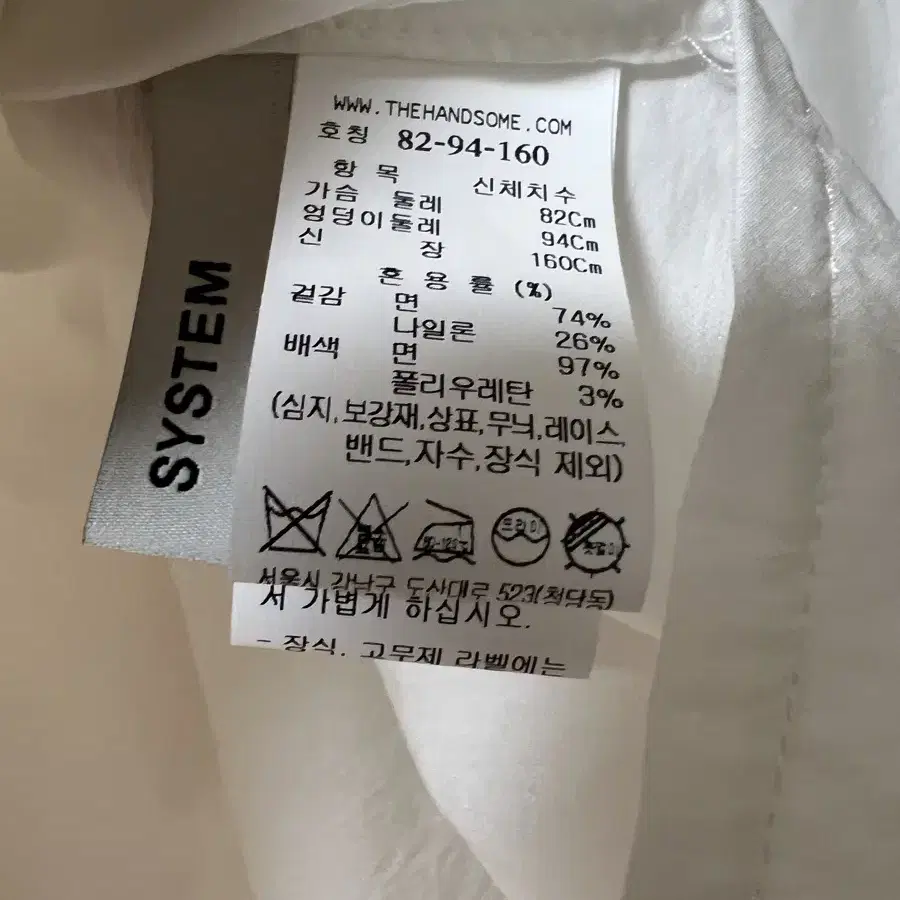 SYSTEM
WWW.THEHANDSOME.COM
호칭 82-94-160
항 목 신체치수
가슴 둘레 82Cm
엉덩이둘레 94Cm
신 장 160Cm
혼 용 률 (%)
겉감 면 74%
나일론 26%
배색 면 97%
폴리우레탄 3%
(심지,보강재,상표,무늬,레이스,
밴드,자수,장식 제외)
드라이
서울시 강남구 도산대로 523(청담동)
서 가볍게 하십시오.
- 장식, 고무제 라벨에는